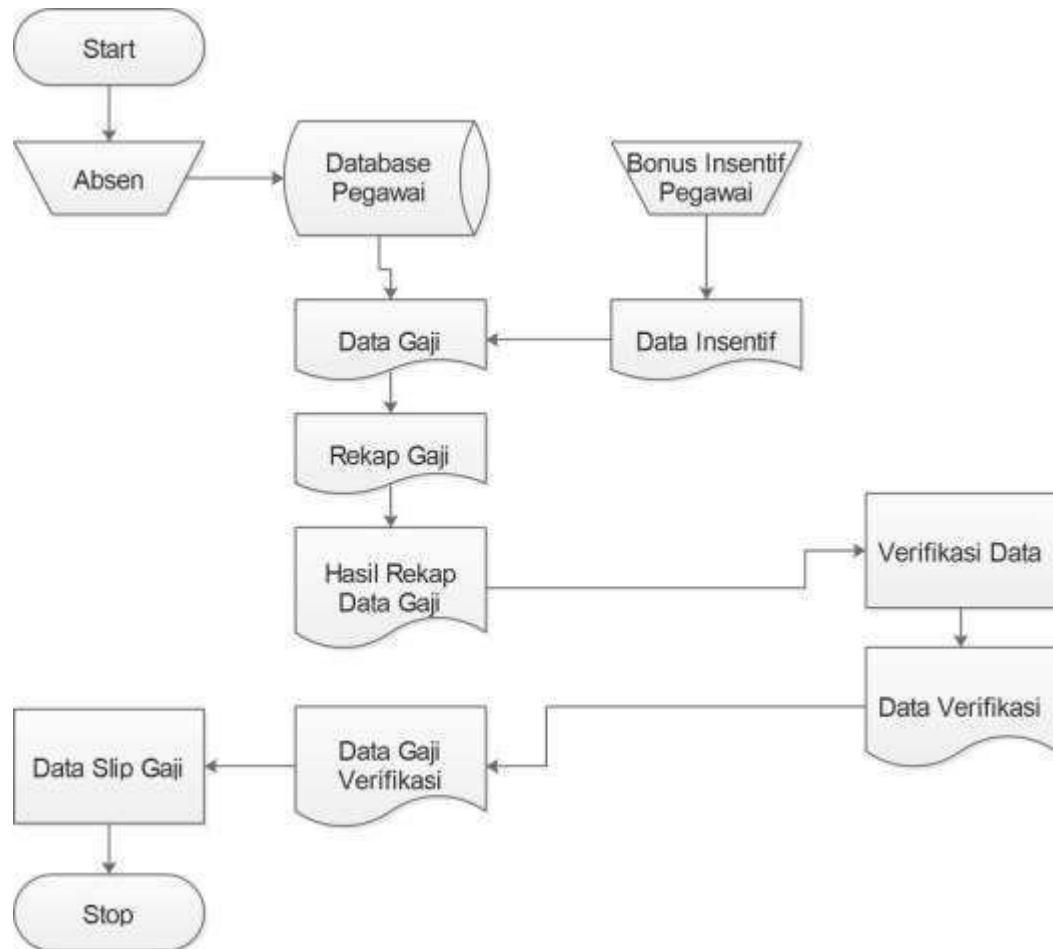 Start
Absen
Database
Pegawai
Bonus Insentif
Pegawai
Data Gaji
Data Insentif
Rekap Gaji
Hasil Rekap
Data Gaji
Verifikasi Data
Data Verifikasi
Data Gaji
Verifikasi
Data Slip Gaji
Stop